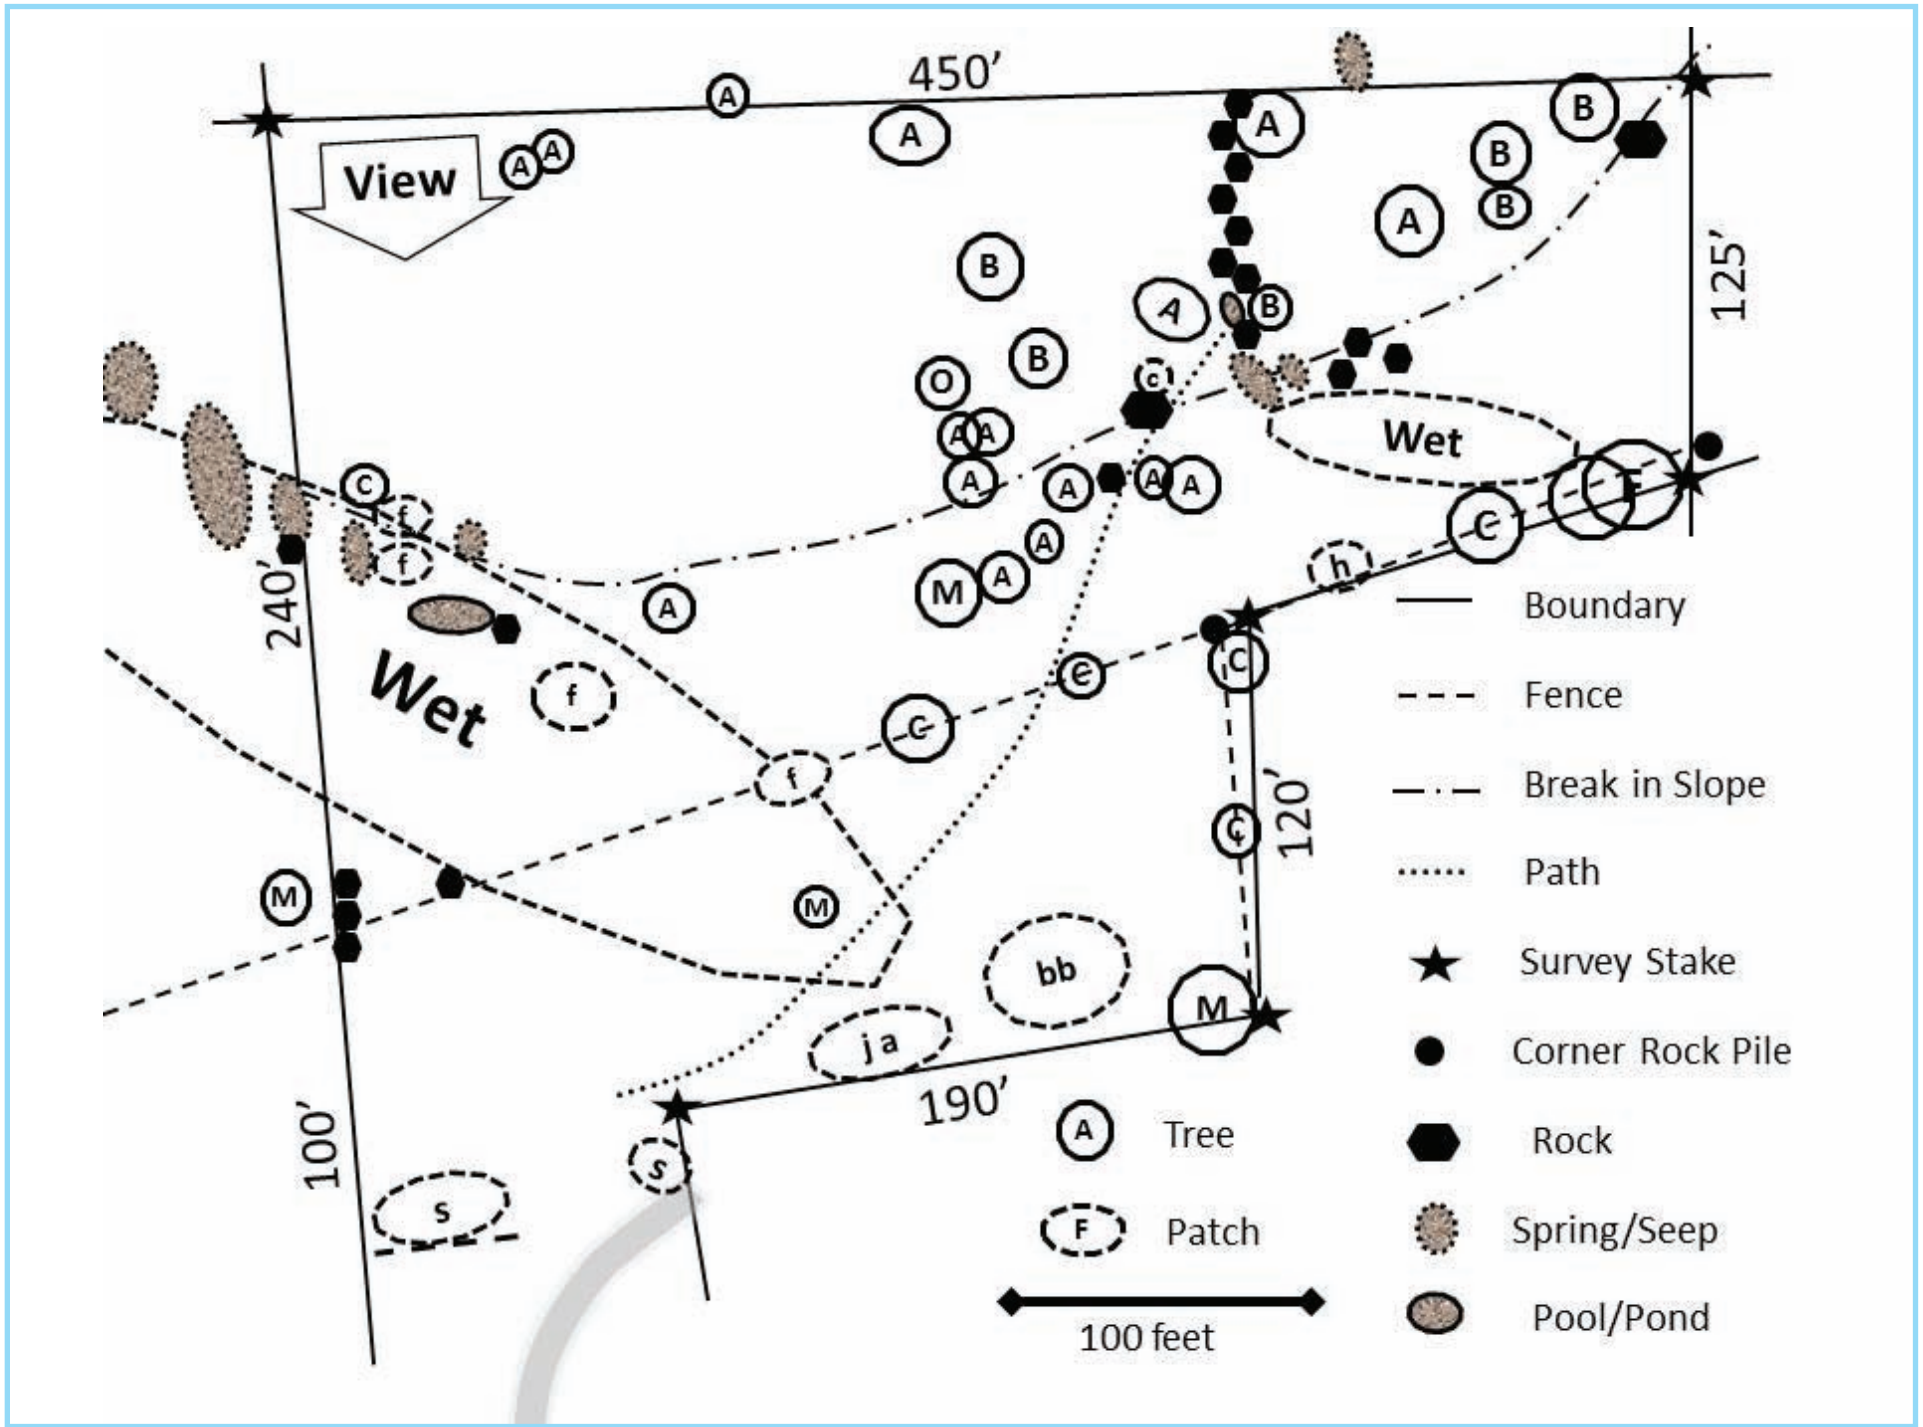 450’
A
A
A
A
View
A
B
B
B
A
B
A
B
125’
B
O
c
A
A
Wet
A
A
A
A
C
f
F
C
A
f
h
M
A
240’
A
Boundary
C
Wet
f
Fence
C
f
Break in Slope
C
120’
Path
M
M
bb
Survey Stake
M
j a
Corner Rock Pile
190’
100’
A
Tree
Rock
s
s
F
Patch
Spring/Seep
100 feet
Pool/Pond